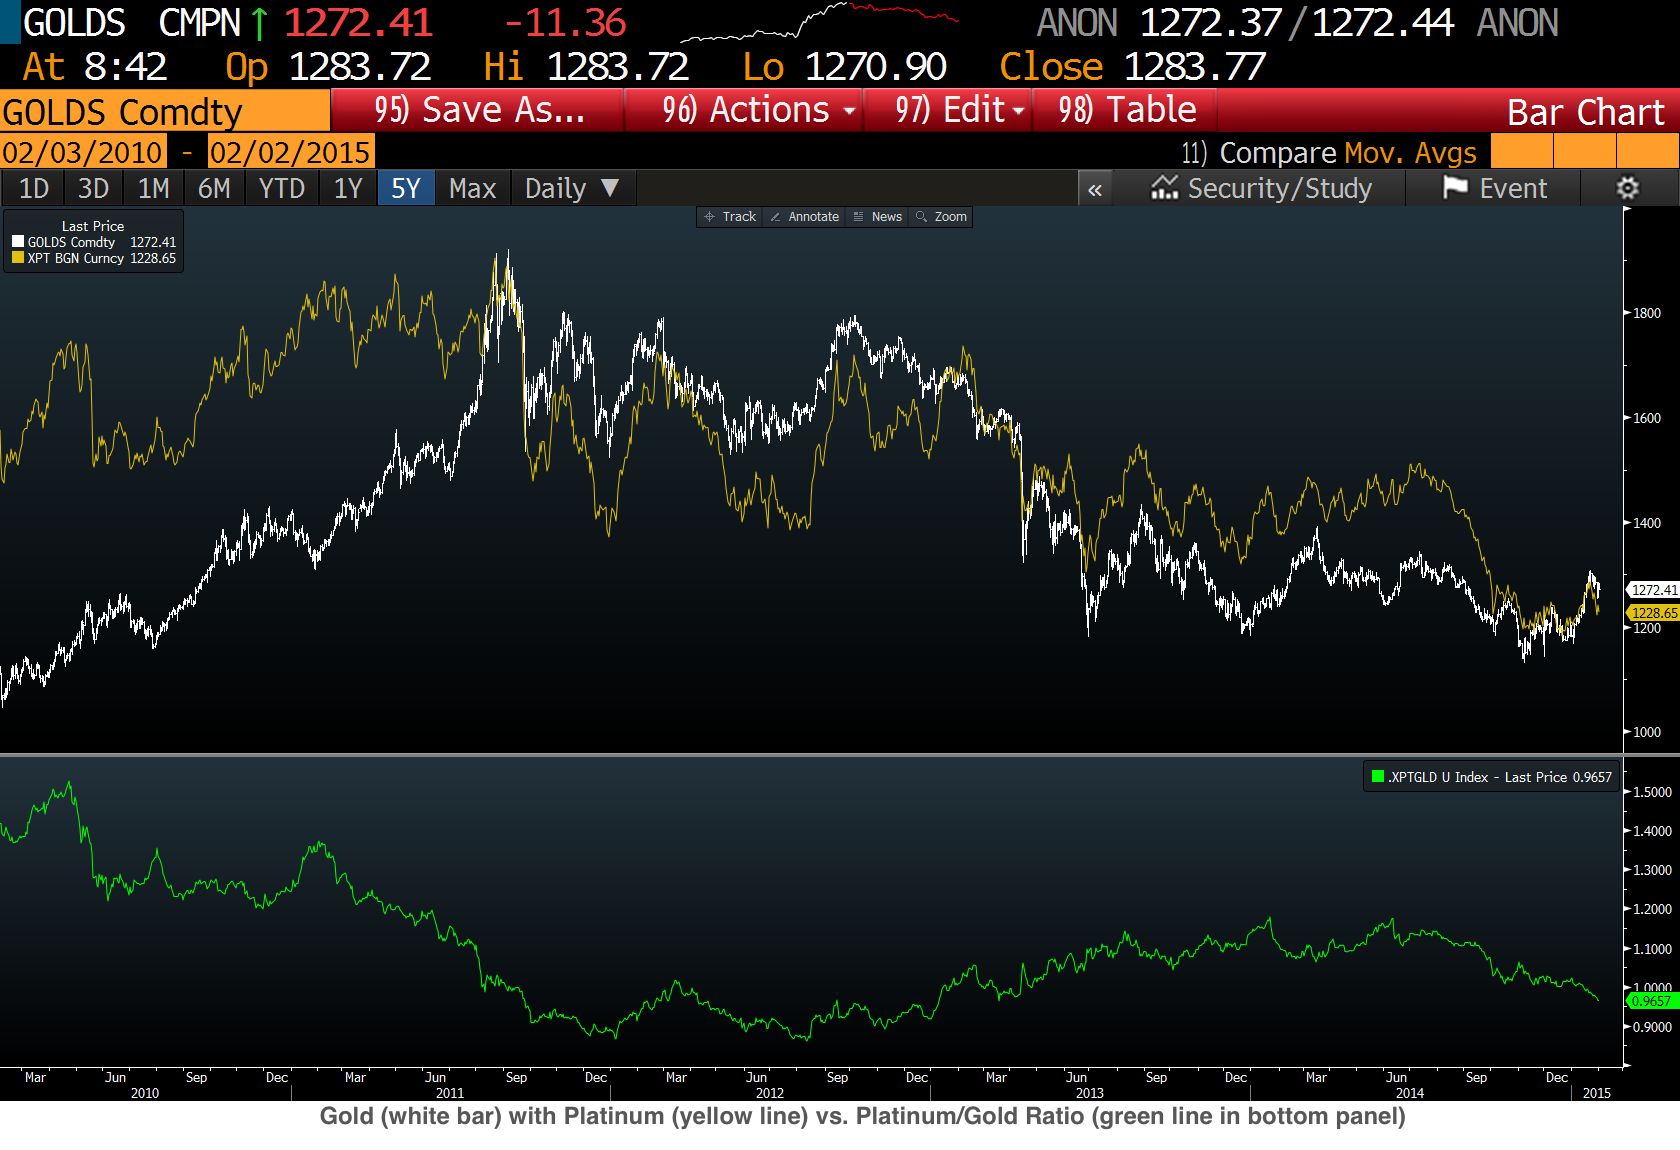 GOLDS CMPN ↑ 1272.41 -11.36 ANON 1272.37/1272.44 ANON
At 8:42 Op 1283.72 Hi 1283.72 Lo 1270.90 Close 1283.77
GOLDS Comdty 95) Save As... 96) Actions 97) Edit 98) Table Bar Chart
02/03/2010 - 02/02/2015 11) Compare Mov. Avgs
1D 3D 1M 6M YTD 1Y 5Y Max Daily ▼ « Security/Study Event
Track Annotate News Zoom
Last Price
GOLDS Comdty 1272.41
XPT BGN Curncy 1228.65
1800
1600
1400
1272.41
1228.65
1200
1000
.XPTGLD U Index - Last Price 0.9657
1.5000
1.4000
1.3000
1.2000
1.1000
1.0000
0.9657
0.9000
Mar Jun Sep Dec Mar Jun Sep Dec Mar Jun Sep Dec Mar Jun Sep Dec Mar Jun Sep Dec
2010 2011 2012 2013 2014 2015
Gold (white bar) with Platinum (yellow line) vs. Platinum/Gold Ratio (green line in bottom panel)